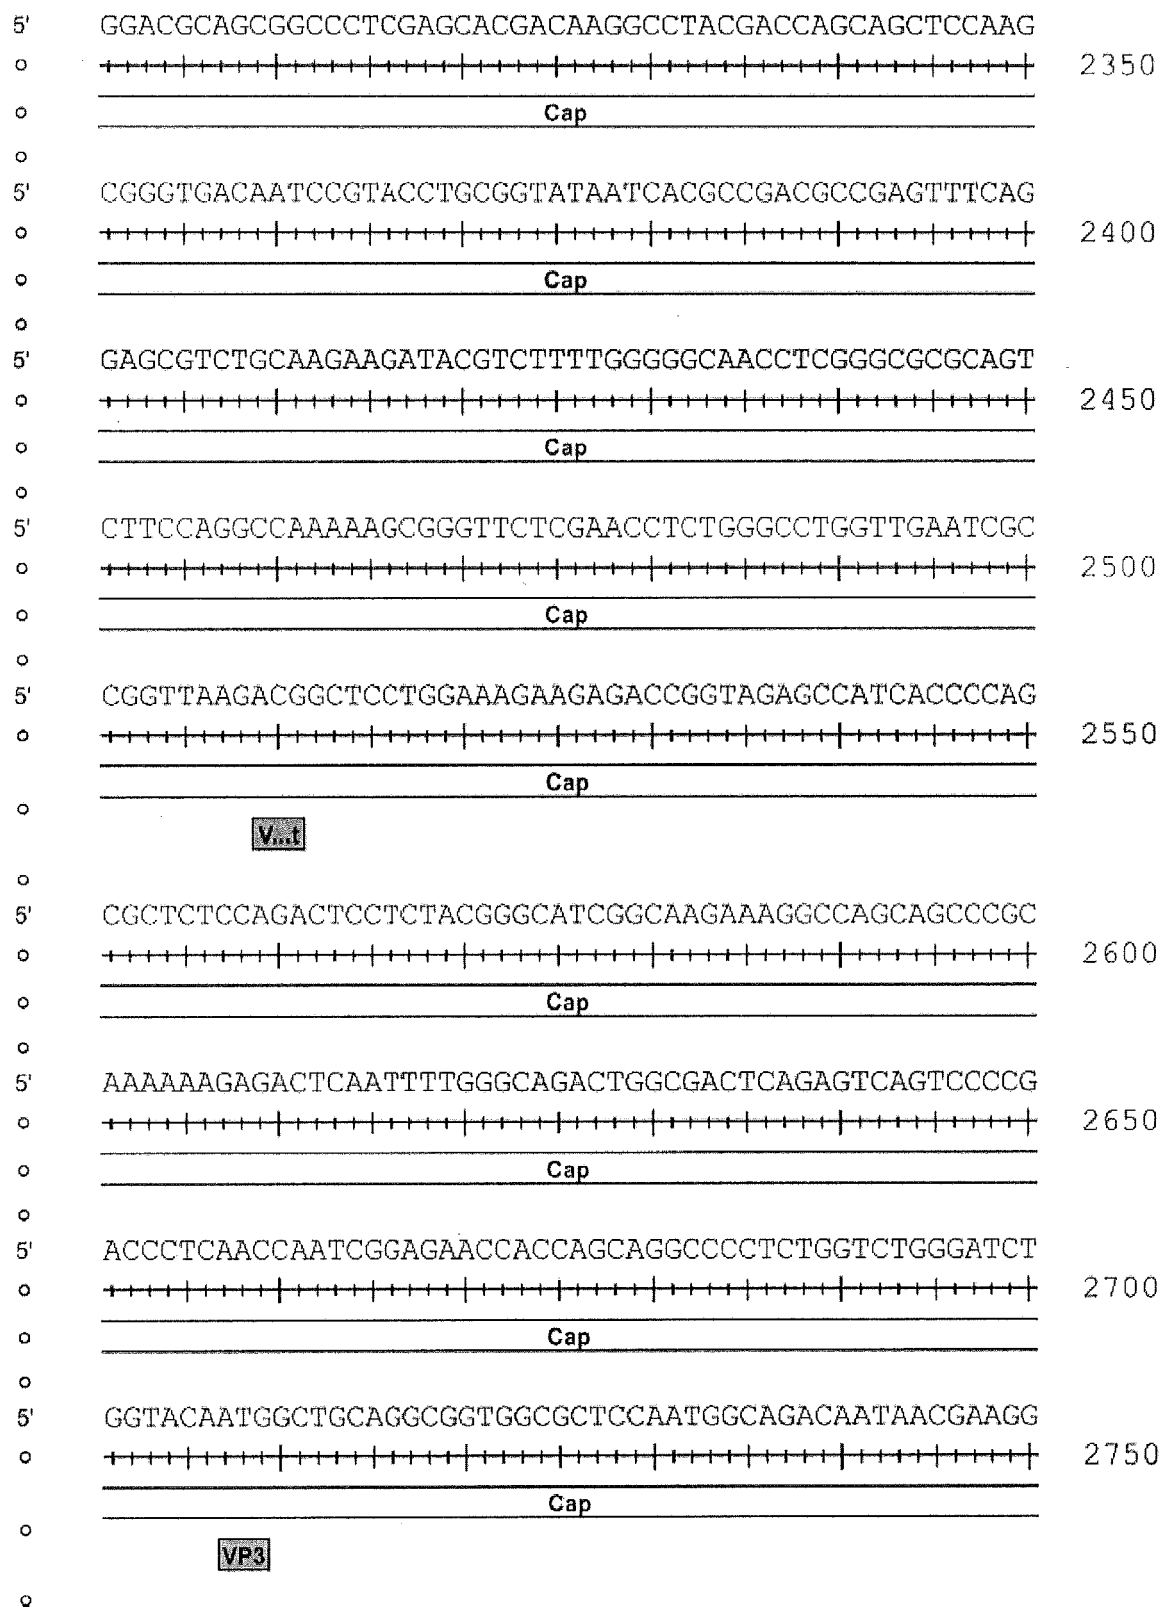 5' GGACGCAGCGGCCCTCGAGCACGACAAGGCCTACGACCAGCAGCTCCAAG
2350
Cap
5' CGGGTGACAATCCGTACCTGCGGTATAATCACGCCGACGCCGAGTTTCAG
2400
Cap
5' GAGCGTCTGCAAGAAGATACGTCTTTTGGGGGCAACCTCGGGCGCGCAGT
2450
Cap
5' CTTCCAGGCCAAAAAGCGGGTTCTCGAACCTCTGGGCCTGGTTGAATCGC
2500
Cap
5' CGGTTAAGACGGCTCCTGGAAAGAAGAGACCGGTAGAGCCATCACCCCAG
2550
Cap
V...t
5' CGCTCTCCAGACTCCTCTACGGGCATCGGCAAGAAAGGCCAGCAGCCCGC
2600
Cap
5' AAAAAAGAGACTCAATTTTGGGCAGACTGGCGACTCAGAGTCAGTCCCCG
2650
Cap
5' ACCCTCAACCAATCGGAGAACCACCAGCAGGCCCCTCTGGTCTGGGATCT
2700
Cap
5' GGTACAATGGCTGCAGGCGGTGGCGCTCCAATGGCAGACAATAACGAAGG
2750
Cap
VP3